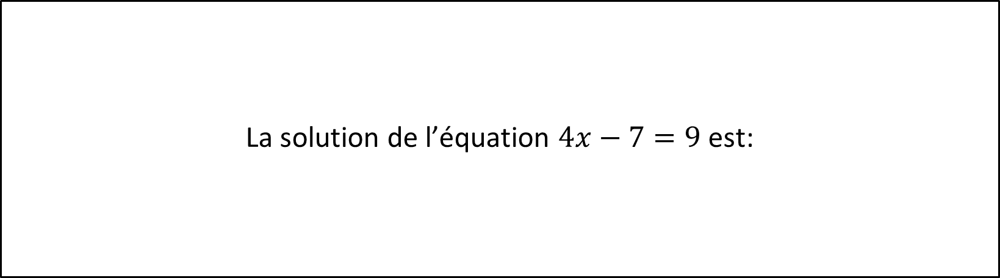 La solution de l’équation 4𝑥 − 7 = 9 est: